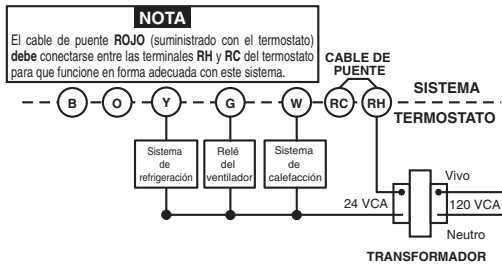 NOTA
El cable de puente ROJO (suministrado con el termostato)
debe conectarse entre las terminales RH y RC del termostato
para que funcione en forma adecuada con este sistema.
CABLE DE
PUENTE
B O Y G W RC RH
SISTEMA
TERMOSTATO
Sistema
de
refrigeración
Relé
del
ventilador
Sistema
de
calefacción
Vivo
24 VCA
120 VCA
Neutro
TRANSFORMADOR